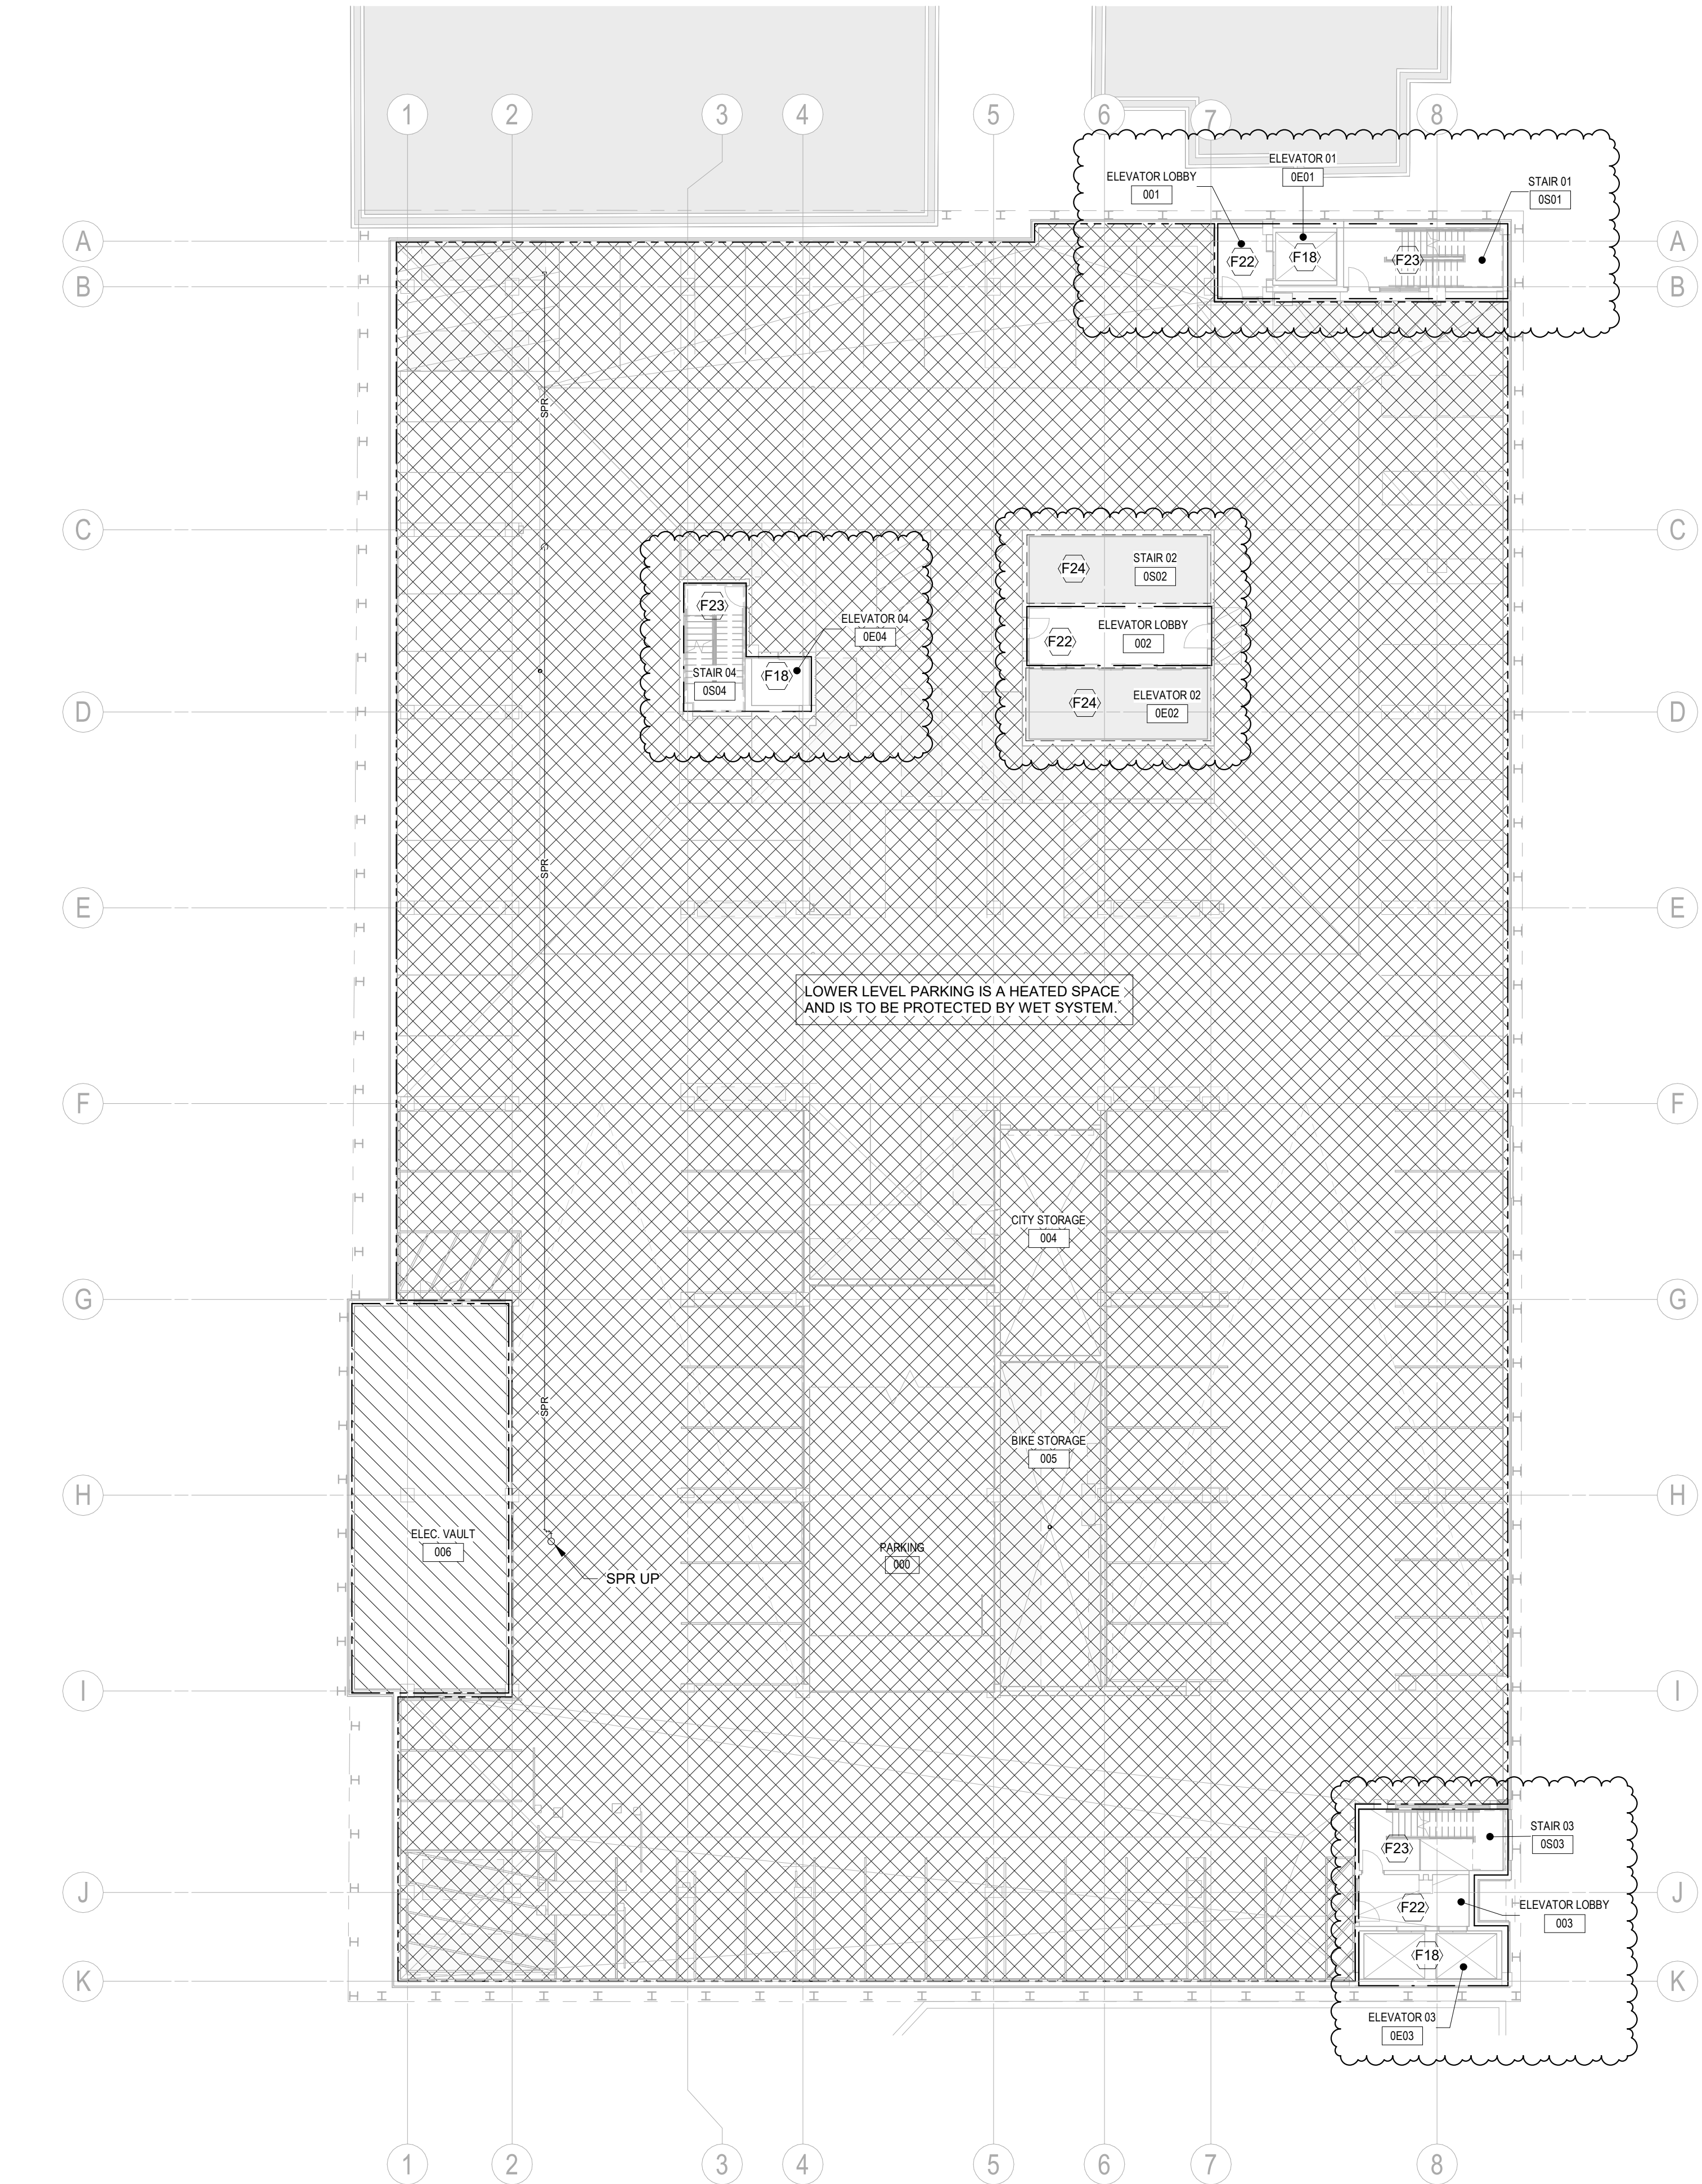 1 2 3 4 5 6 7 8
ELEVATOR 01
0E01
ELEVATOR LOBBY
001
STAIR 01
0S01
A A
F22 F18 F23
B B
SPR
C C
STAIR 02
0S02
F24
F23
ELEVATOR 04
0E04
ELEVATOR LOBBY
002
F22
STAIR 04
0S04
F18
ELEVATOR 02
0E02
F24
D D
SPR
E E
LOWER LEVEL PARKING IS A HEATED SPACE
AND IS TO BE PROTECTED BY WET SYSTEM.
F F
CITY STORAGE
004
G G
SPR
BIKE STORAGE
005
H H
ELEC. VAULT
006
PARKING
000
SPR UP
I I
STAIR 03
0S03
F23
J J
ELEVATOR LOBBY
003
F22
F18
K K
ELEVATOR 03
0E03
1 2 3 4 5 6 7 8